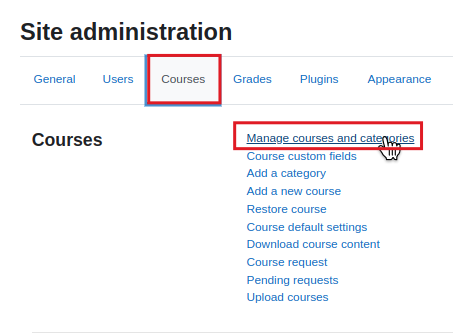 Site administration
General Users Courses Grades Plugins Appearance
Courses
Manage courses and categories
Course custom fields
Add a category
Add a new course
Restore course
Course default settings
Download course content
Course request
Pending requests
Upload courses